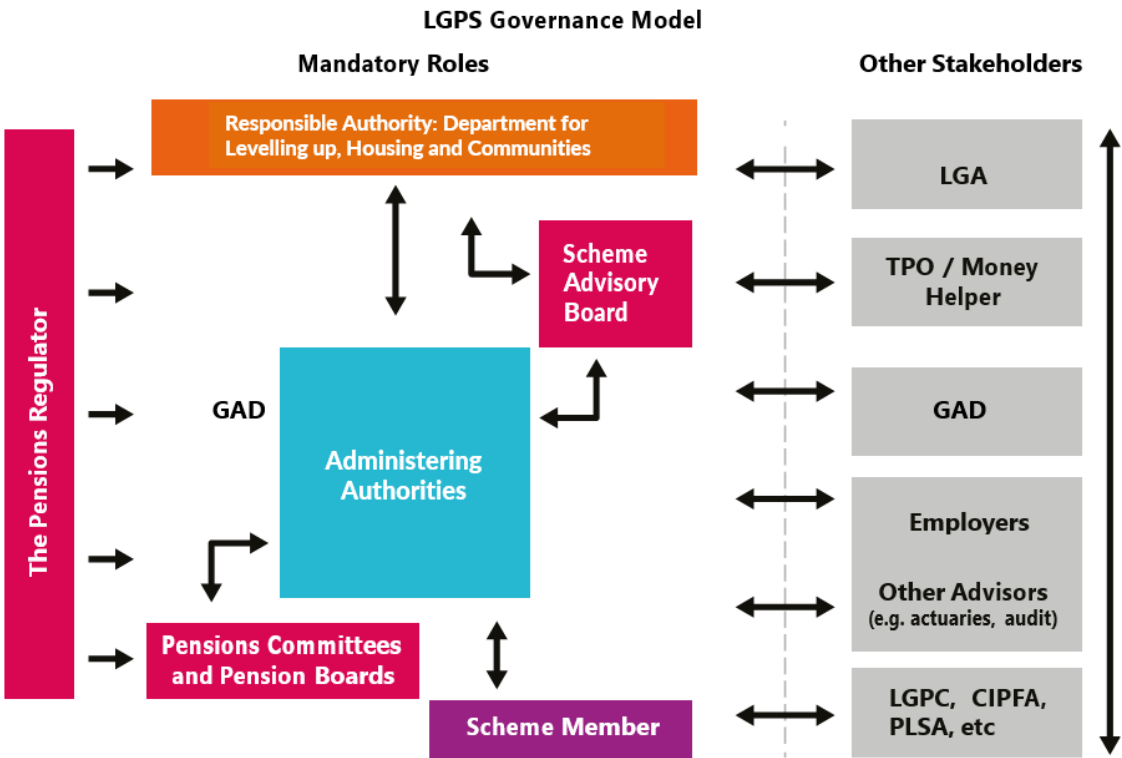 LGPS Governance Model
Mandatory Roles
Other Stakeholders
The Pensions Regulator
Responsible Authority: Department for
Levelling up, Housing and Communities
Scheme
Advisory
Board
GAD
Administering
Authorities
Pensions Committees
and Pension Boards
Scheme Member
LGA
TPO / Money
Helper
GAD
Employers
Other Advisors
(e.g. actuaries, audit)
LGPC, CIPFA,
PLSA, etc